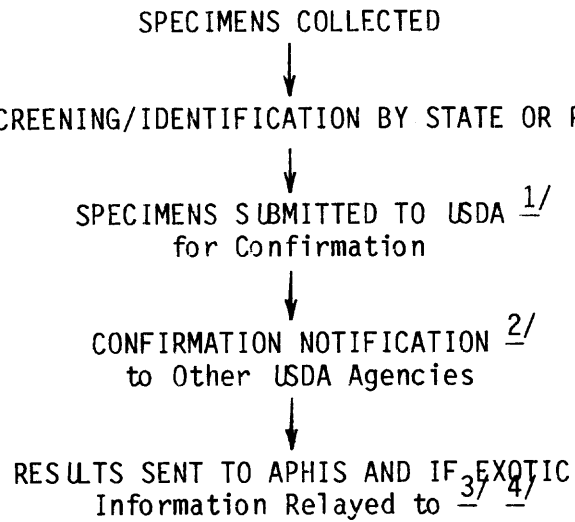 SPECIMENS COLLECTED
CREENING/IDENTIFICATION BY STATE OR
SPECIMENS SUBMITTED TO USDA 1/
for Confirmation
CONFIRMATION NOTIFICATION 2/
to Other USDA Agencies
RESULTS SENT TO APHIS AND IF EXOTIC
Information Relayed to 3/ 4/